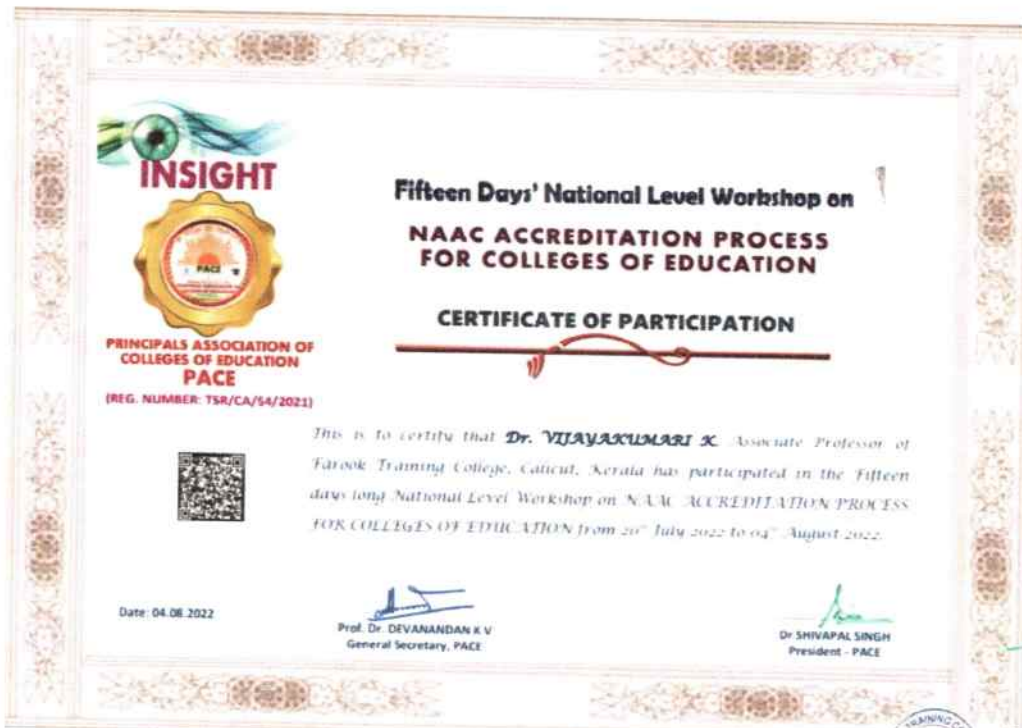 INSIGHT
PACE
PRINCIPALS ASSOCIATION OF
COLLEGES OF EDUCATION
PACE
(REG. NUMBER: TSR/CA/54/2021)
Fifteen Days' National Level Workshop on
NAAC ACCREDITATION PROCESS
FOR COLLEGES OF EDUCATION
CERTIFICATE OF PARTICIPATION
This is to certify that Dr. VIJAYAKUMARI K Associate Professor of
Farook Training College, Calicut, Kerala has participated in the Fifteen
days long National Level Workshop on NAAC ACCREDITATION PROCESS
FOR COLLEGES OF EDUCATION from 20th July 2022 to 04th August 2022.
Date: 04.08.2022
Prof. Dr. DEVANANDAN K V
General Secretary, PACE
Dr SHIVAPAL SINGH
President - PACE
TRAINING